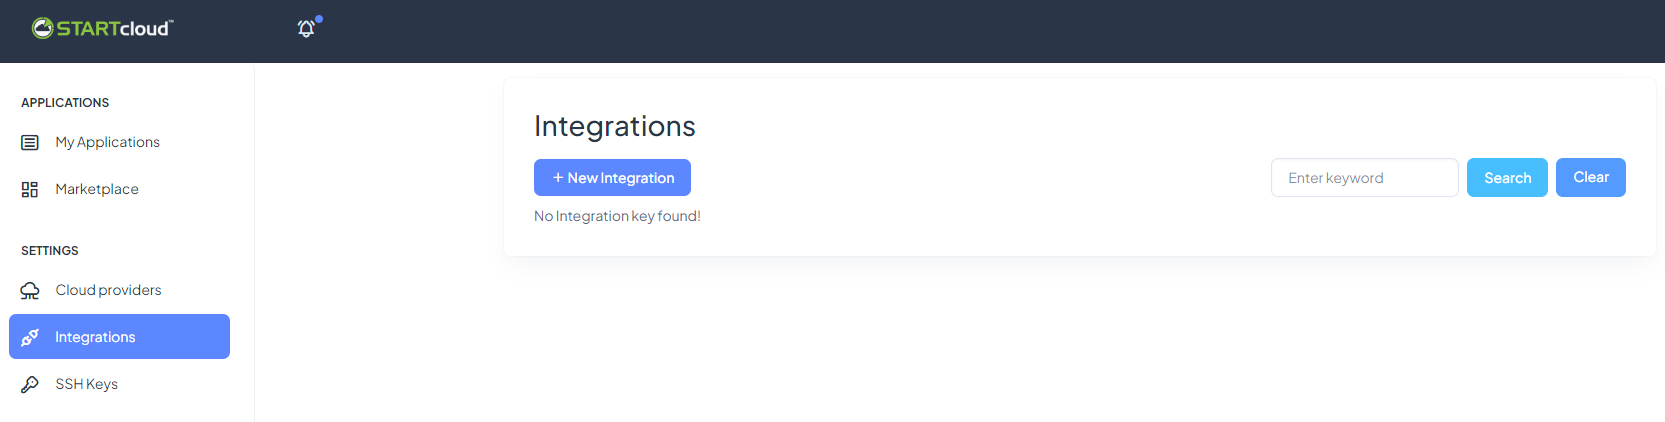 STARTcloud™
APPLICATIONS
My Applications
Marketplace
SETTINGS
Cloud providers
Integrations
SSH Keys
Integrations
+ New Integration
Enter keyword
Search
Clear
No Integration key found!